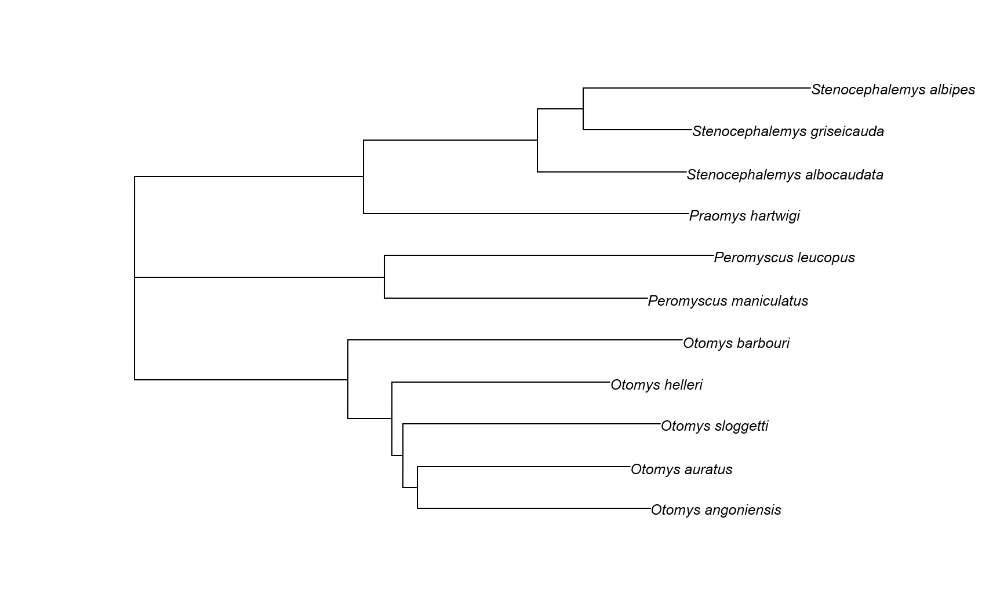 Stenocephalemys albipes
Stenocephalemys griseicauda
Stenocephalemys albocaudata
Praomys hartwigi
Peromyscus leucopus
Peromyscus maniculatus
Otomys barbouri
Otomys helleri
Otomys sloggetti
Otomys auratus
Otomys angoniensis